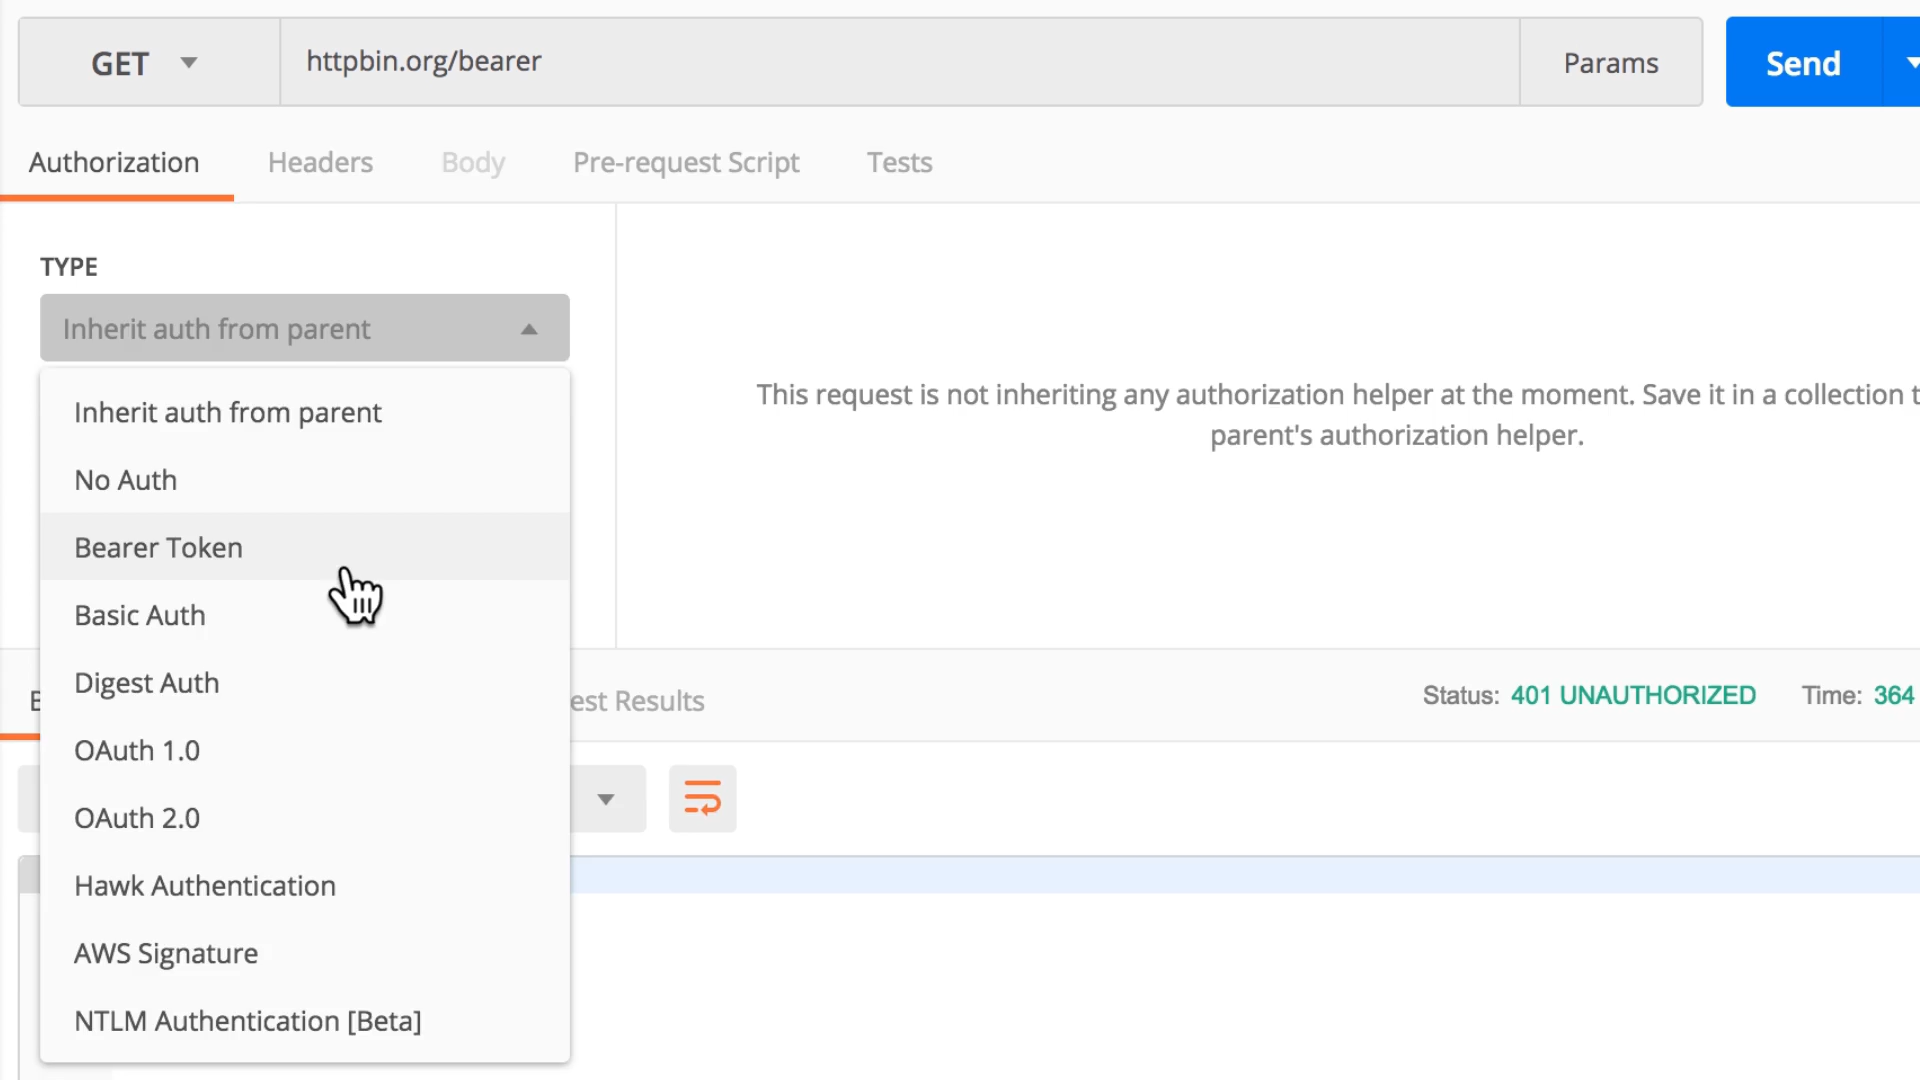 GET
httpbin.org/bearer
Params
Send
Authorization
Headers
Body
Pre-request Script
Tests
TYPE
Inherit auth from parent
This request is not inheriting any authorization helper at the moment. Save it in a collection
parent's authorization helper.
Inherit auth from parent
No Auth
Bearer Token
Basic Auth
Digest Auth
OAuth 1.0
OAuth 2.0
Hawk Authentication
AWS Signature
NTLM Authentication [Beta]
est Results
Status: 401 UNAUTHORIZED
Time: 364